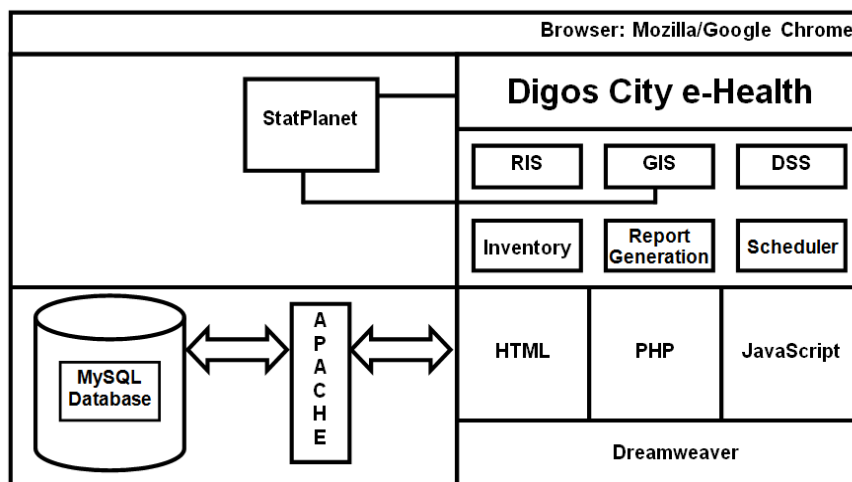 Browser: Mozilla/Google Chrome
StatPlanet
Digos City e-Health
RIS
GIS
DSS
Inventory
Report
Generation
Scheduler
MySQL
Database
A
P
A
C
H
E
HTML
PHP
JavaScript
Dreamweaver